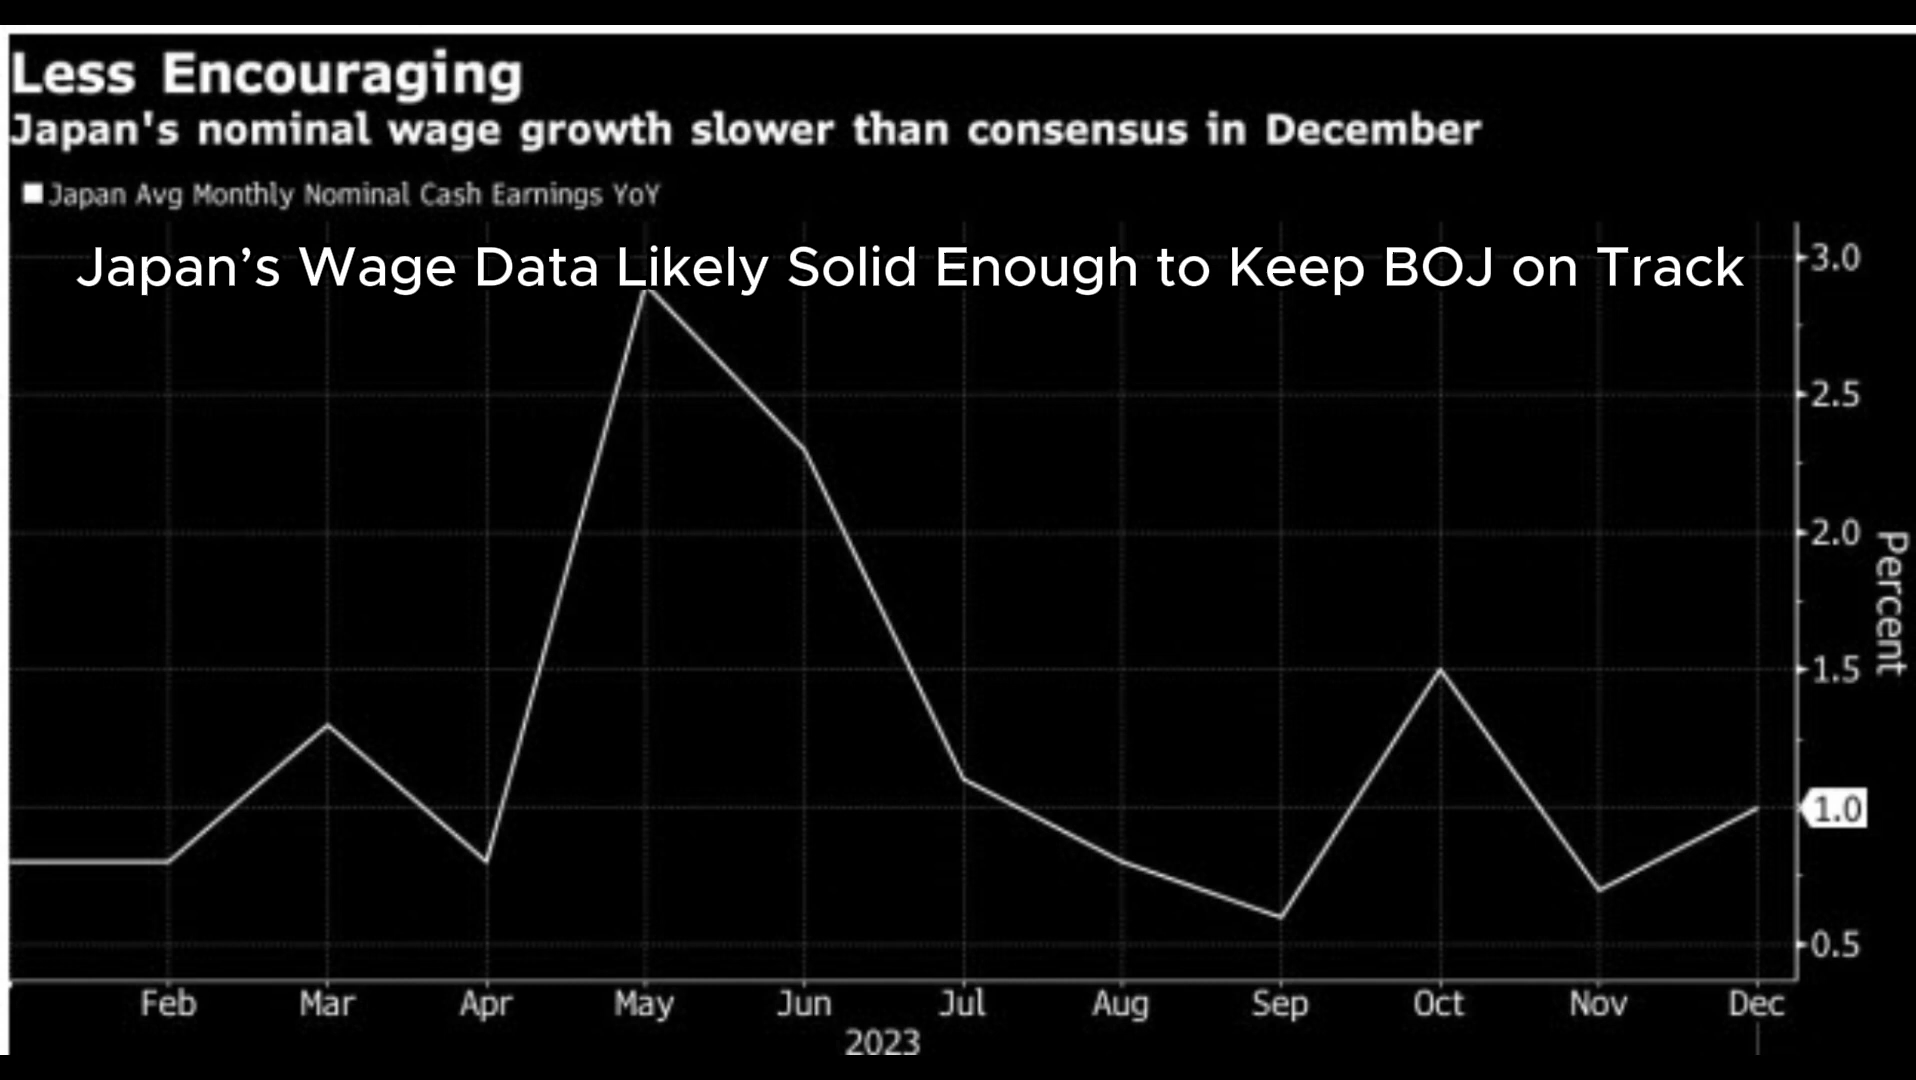 Less Encouraging
Japan's nominal wage growth slower than consensus in December
Japan Avg Monthly Nominal Cash Earnings YoY
Japan’s Wage Data Likely Solid Enough to Keep BOJ on Track
3.0
2.5
2.0
1.5
1.0
0.5
Percent
Feb Mar Apr May Jun Jul Aug Sep Oct Nov Dec
2023